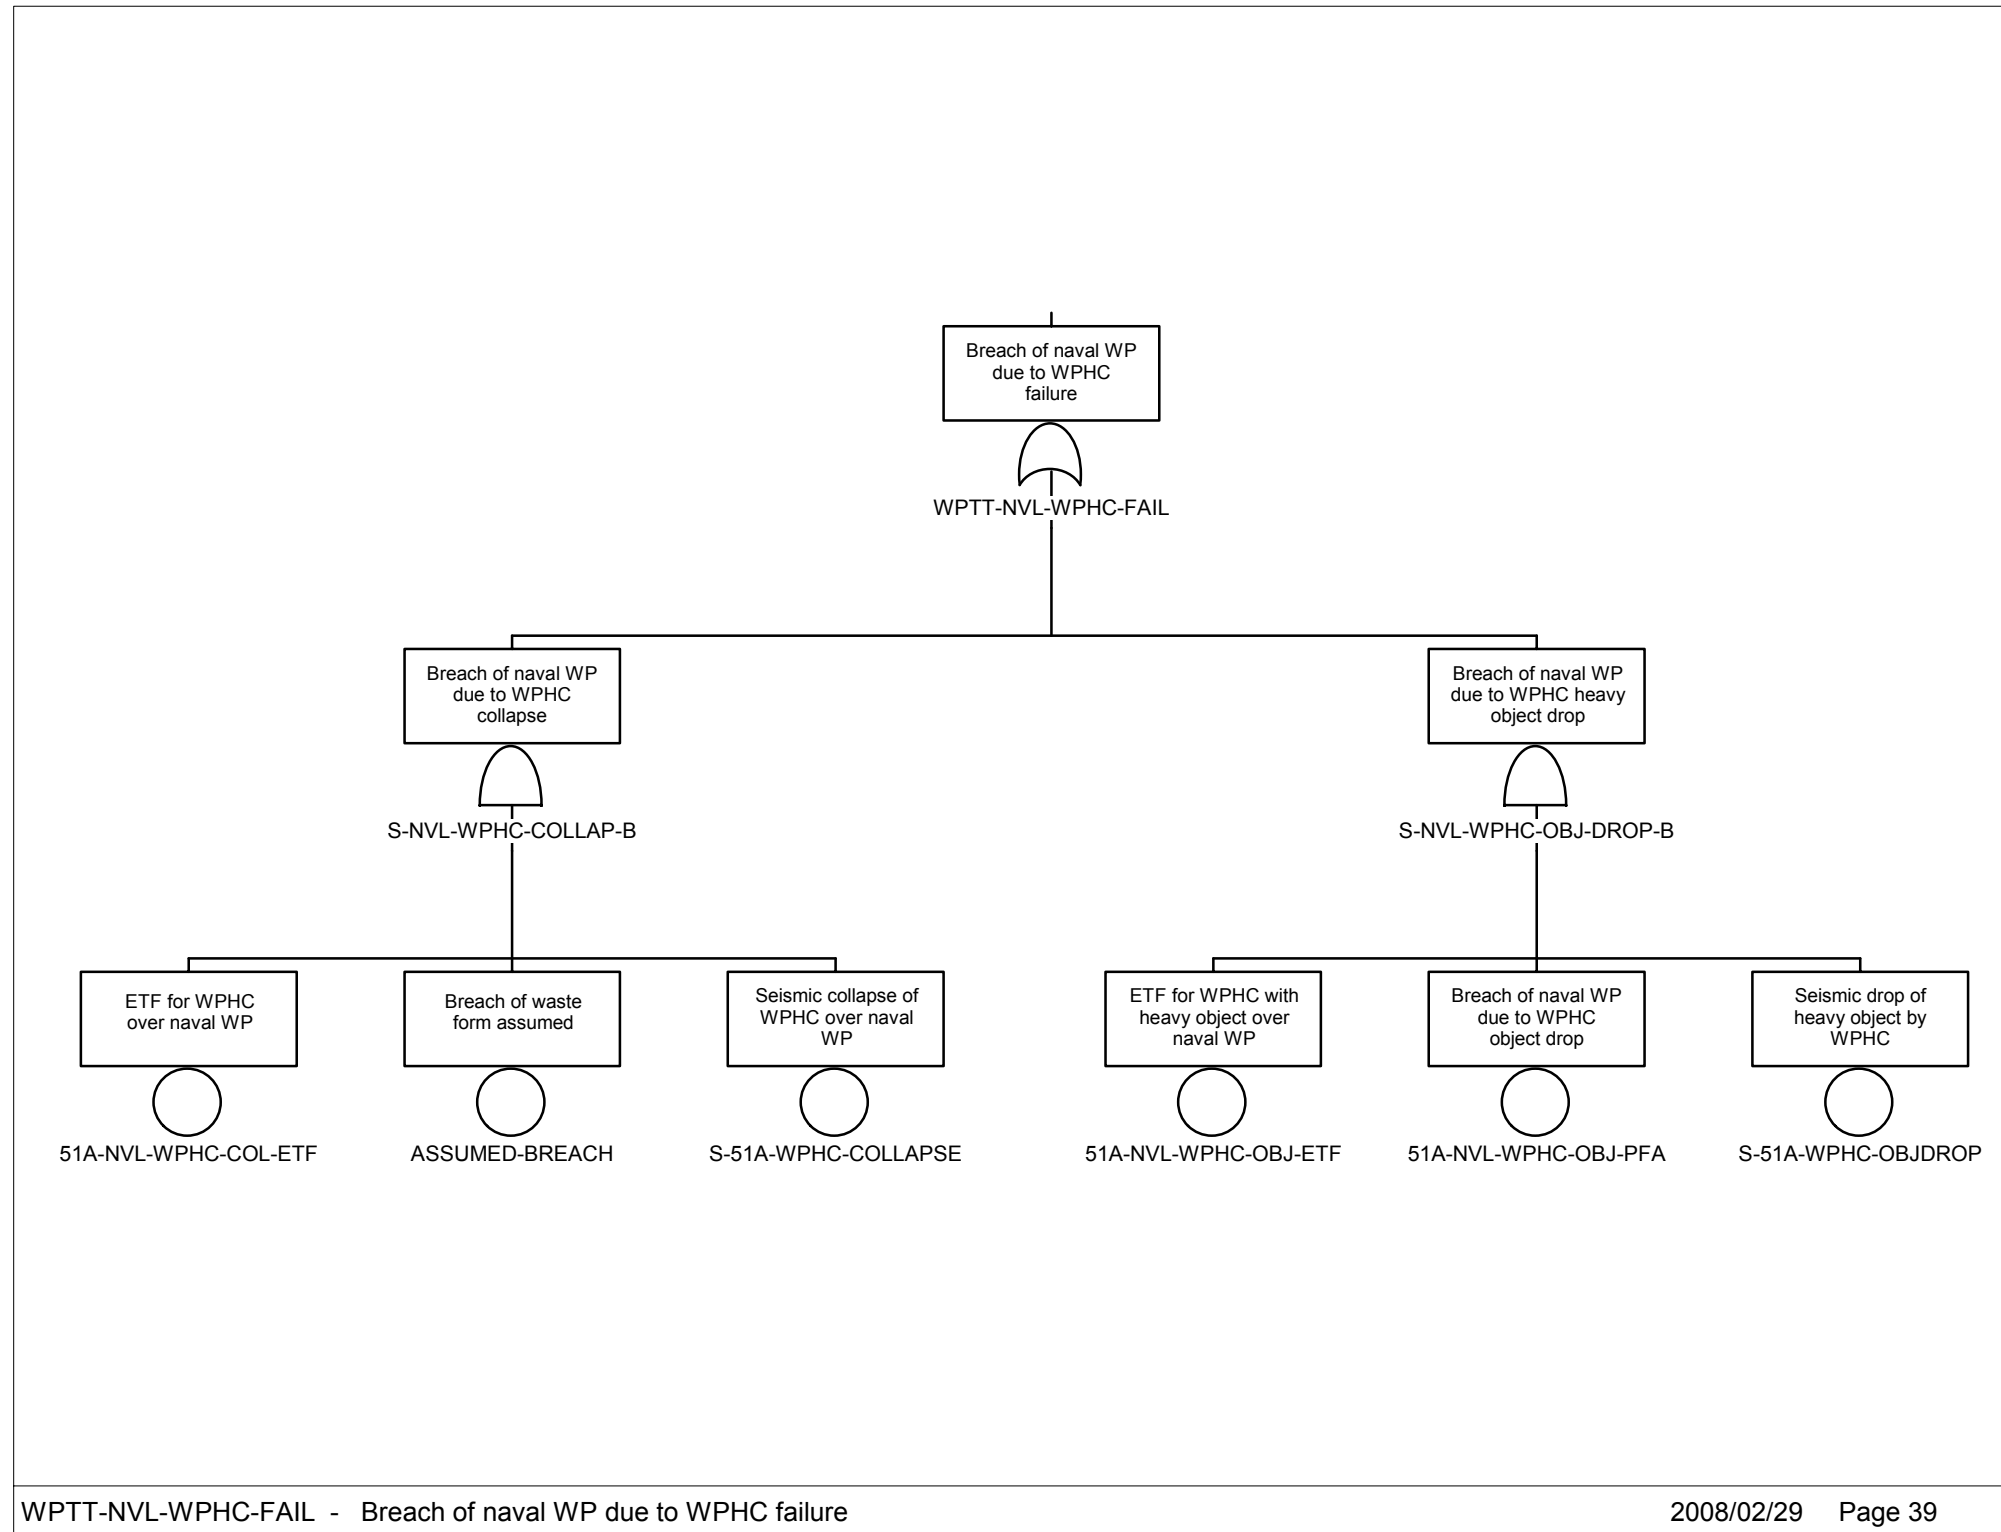 Breach of naval WP
due to WPHC
failure
WPTT-NVL-WPHC-FAIL
Breach of naval WP
due to WPHC
collapse
S-NVL-WPHC-COLLAP-B
Breach of naval WP
due to WPHC heavy
object drop
S-NVL-WPHC-OBJ-DROP-B
ETF for WPHC
over naval WP
51A-NVL-WPHC-COL-ETF
Breach of waste
form assumed
ASSUMED-BREACH
Seismic collapse of
WPHC over naval
WP
S-51A-WPHC-COLLAPSE
ETF for WPHC with
heavy object over
naval WP
51A-NVL-WPHC-OBJ-ETF
Breach of naval WP
due to WPHC
object drop
51A-NVL-WPHC-OBJ-PFA
Seismic drop of
heavy object by
WPHC
S-51A-WPHC-OBJDROP
WPTT-NVL-WPHC-FAIL - Breach of naval WP due to WPHC failure
2008/02/29 Page 39